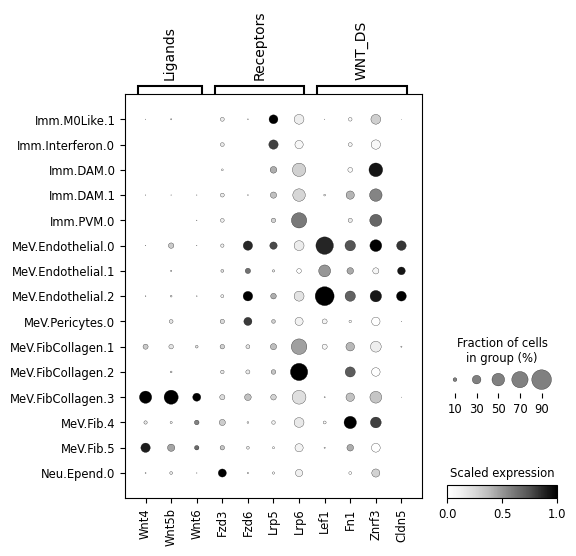 Ligands
Receptors
WNT_DS
Imm.M0Like.1
Imm.Interferon.0
Imm.DAM.0
Imm.DAM.1
Imm.PVM.0
MeV.Endothelial.0
MeV.Endothelial.1
MeV.Endothelial.2
MeV.Pericytes.0
MeV.FibCollagen.1
MeV.FibCollagen.2
MeV.FibCollagen.3
MeV.Fib.4
MeV.Fib.5
Neu.Epend.0
Wnt4
Wnt5b
Wnt6
Fzd3
Fzd6
Lrp5
Lrp6
Lef1
Fn1
Znrf3
Cldn5
Fraction of cells
in group (%)
10 30 50 70 90
Scaled expression
0.0 0.5 1.0